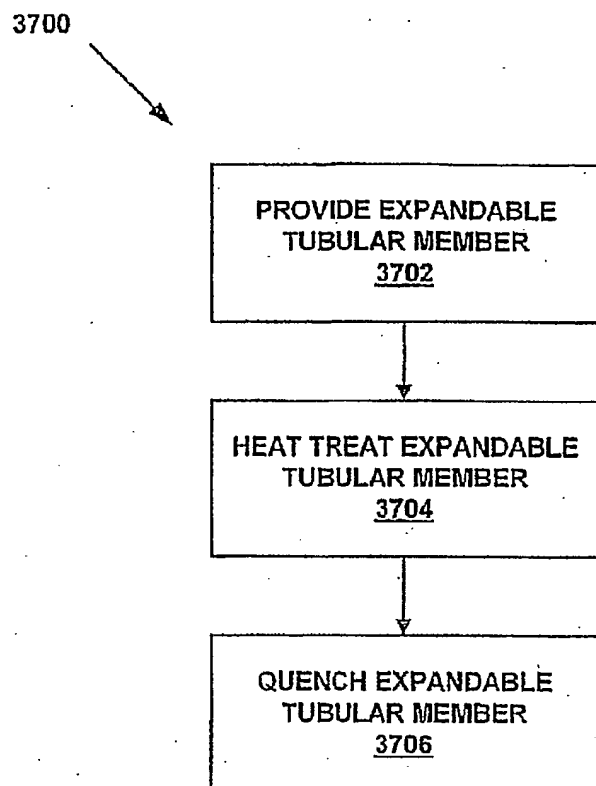 3700
PROVIDE EXPANDABLE
TUBULAR MEMBER
3702
HEAT TREAT EXPANDABLE
TUBULAR MEMBER
3704
QUENCH EXPANDABLE
TUBULAR MEMBER
3706